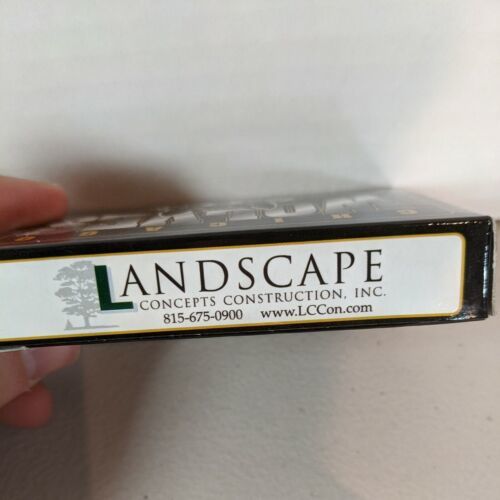 LANDSCAPE
CONCEPTS CONSTRUCTION, INC.
815-675-0900 www.LCCon.com